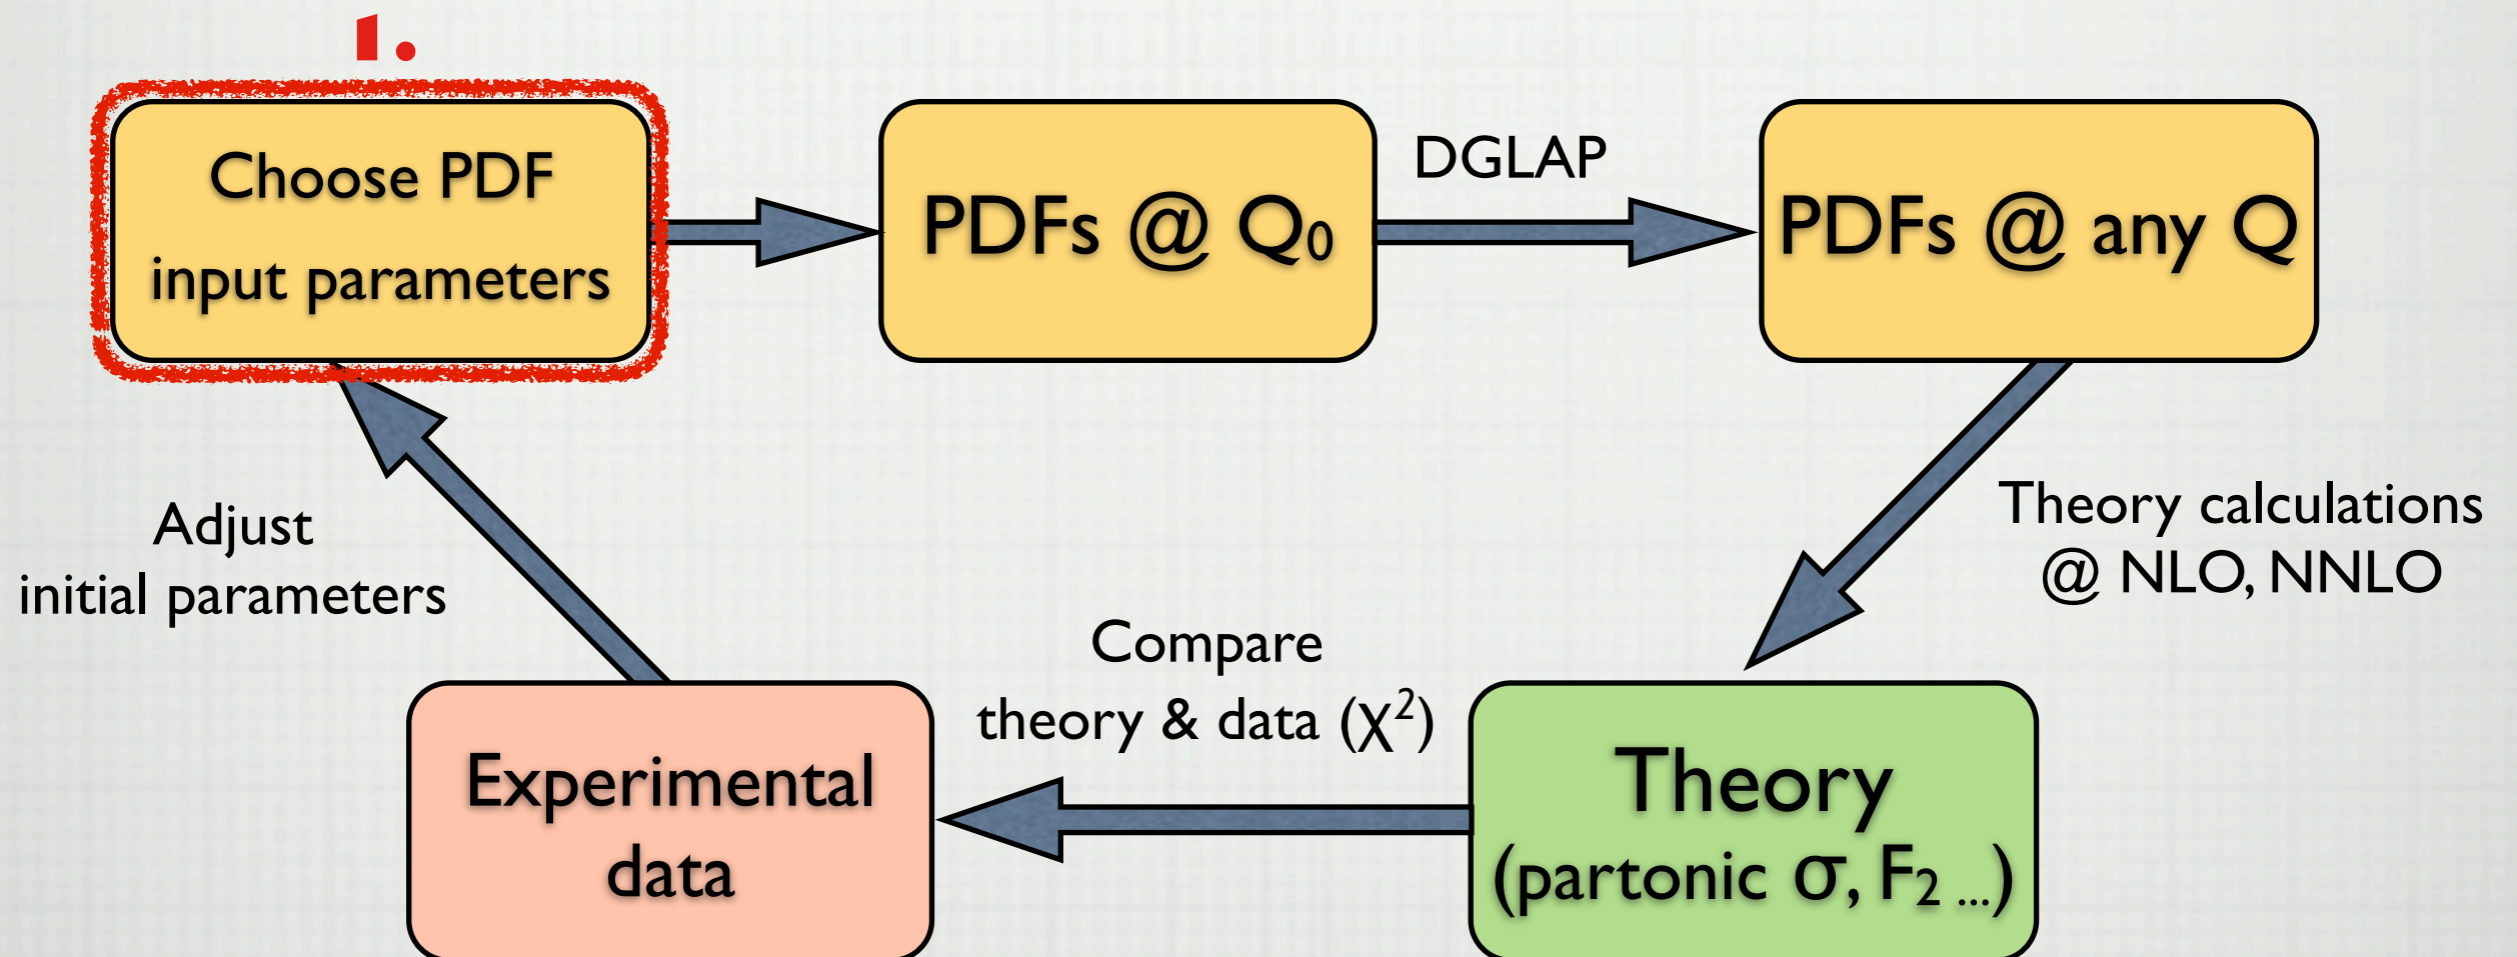 1.
Choose PDF
input parameters
PDFs @ Q₀
DGLAP
PDFs @ any Q
Adjust
initial parameters
Theory calculations
@ NLO, NNLO
Compare
theory & data (χ²)
Experimental
data
Theory
(partonic σ, F₂ ...)